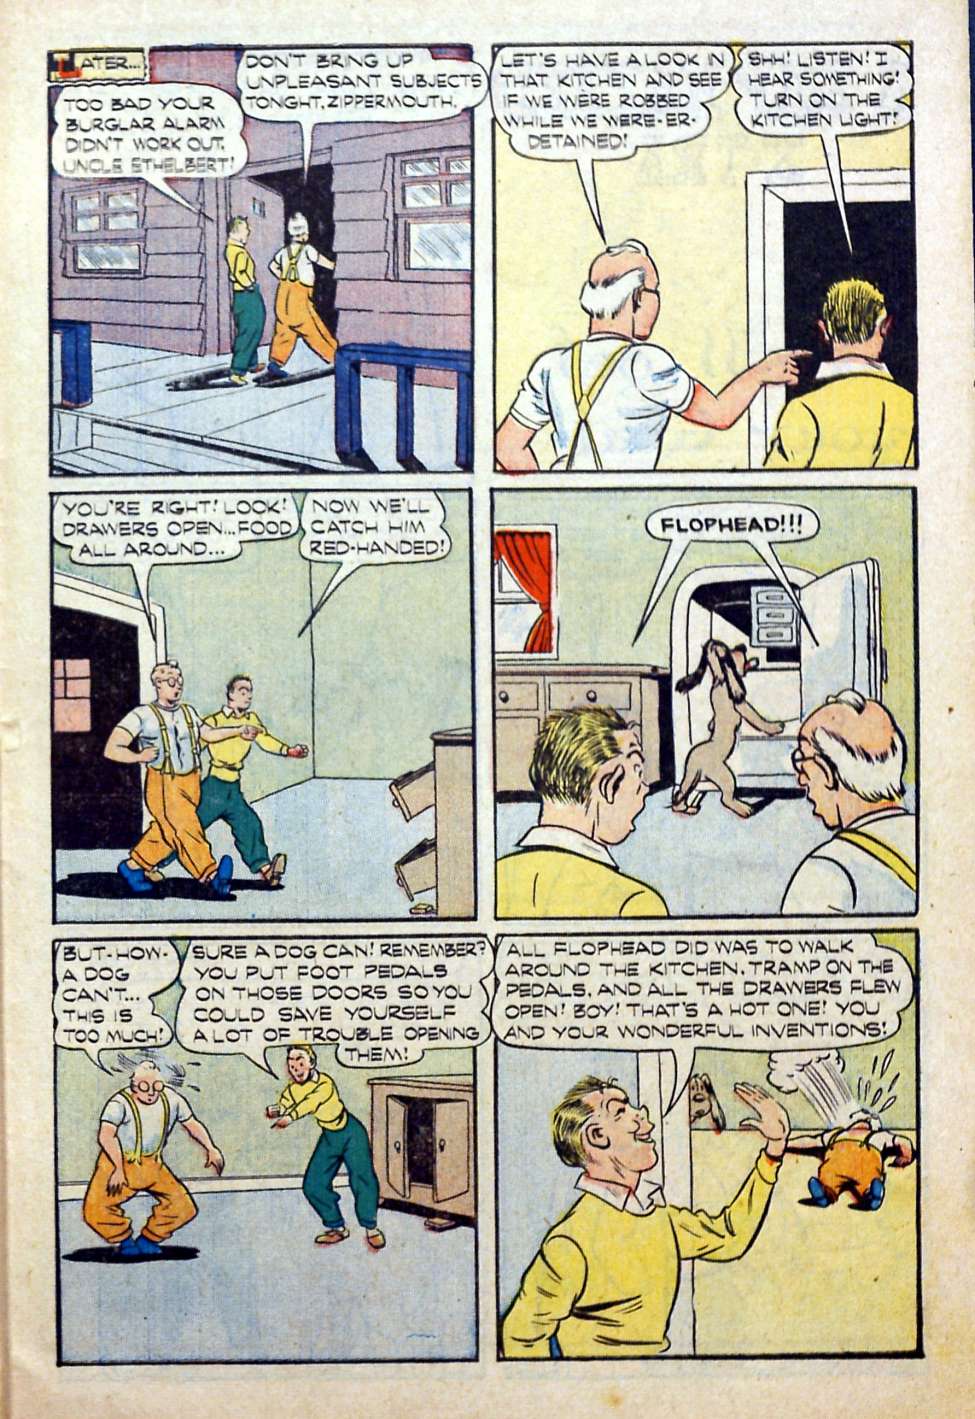 LATER...
TOO BAD YOUR
BURGLAR ALARM
DIDN'T WORK OUT,
UNCLE ETHELBERT!
DON'T BRING UP
UNPLEASANT SUBJECTS
TONIGHT, ZIPPERMOUTH.
LET'S HAVE A LOOK IN
THAT KITCHEN AND SEE
IF WE WERE ROBBED
WHILE WE WERE-ER-
DETAINED!
SHH! LISTEN! I
HEAR SOMETHING!
TURN ON THE
KITCHEN LIGHT!
YOU'RE RIGHT! LOOK!
DRAWERS OPEN...FOOD
ALL AROUND...
NOW WE'LL
CATCH HIM
RED-HANDED!
FLOPHEAD!!!
BUT-HOW-
A DOG
CAN'T...
THIS IS
TOO MUCH!
SURE A DOG CAN! REMEMBER?
YOU PUT FOOT PEDALS
ON THOSE DOORS SO YOU
COULD SAVE YOURSELF
A LOT OF TROUBLE OPENING
THEM!
ALL FLOPHEAD DID WAS TO WALK
AROUND THE KITCHEN, TRAMP ON THE
PEDALS, AND ALL THE DRAWERS FLEW
OPEN! BOY! THAT'S A HOT ONE! YOU
AND YOUR WONDERFUL INVENTIONS!